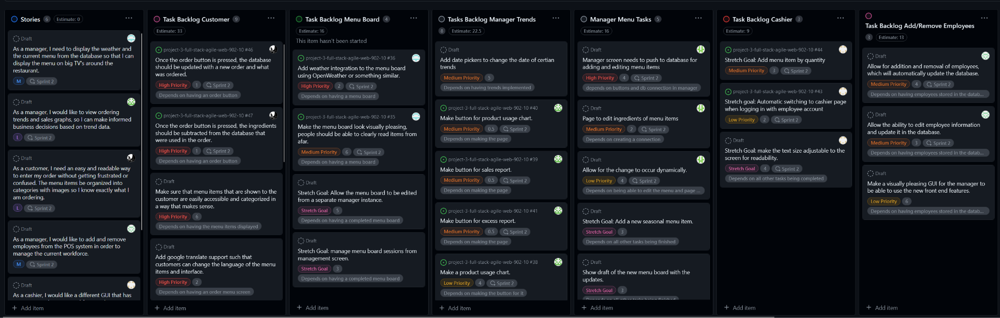 Stories 6 Estimate: 0
Draft
As a manager, I need to display the weather and
the current menu from the database so that I can
display the menu on big TV's around the
restaurant.
M Sprint 2
Draft
As a manager, I would like to view ordering
trends and sales graphs, so I can make informed
business decisions based on trend data.
L Sprint 2
Draft
As a customer, I need an easy and readable way
to enter my order without getting frustrated or
confused. The menu items be organized into
categories with images so I know exactly what I
am ordering.
L Sprint 2
Draft
As a manager, I would like to add and remove
employees from the POS system in order to
manage the current workforce.
M Sprint 2
Draft
As a cashier, I would like a different GUI that has
+ Add item
Task Backlog Customer 9
Estimate: 33
project-3-full-stack-agile-web-902-10 #46
Once the order button is pressed, the database
should be updated with a new order and what
was ordered.
High Priority 1 Sprint 2
Depends on having an order button
project-3-full-stack-agile-web-902-10 #47
Once the order button is pressed, the ingredients
should be subtracted from the database that
were used in the order.
High Priority 1 Sprint 2
Depends on having an order button
Draft
Make sure that menu items that are shown to the
customer are easily accessible and categorized in
a way that makes sense.
High Priority 6
Depends on having the menu items displayed
Draft
Add google translate support such that
customers can change the language of the menu
items and interface.
High Priority 2
Depends on having an order menu screen
+ Add item
Task Backlog Menu Board 4
Estimate: 16
This item hasn't been started
project-3-full-stack-agile-web-902-10 #36
Add weather integration to the menu board
using OpenWeather or something similar.
High Priority 2 Sprint 2
Depends on having a menu board
project-3-full-stack-agile-web-902-10 #35
Make the menu board look visually pleasing,
people should be able to clearly read items from
afar.
Medium Priority 6 Sprint 2
Depends on having a menu board
Draft
Stretch Goal: Allow the menu board to be edited
from a separate manager instance.
Stretch Goal 5
Depends on having a completed menu board
Draft
Stretch Goal: manage menu board sessions from
management screen.
Stretch Goal 3
Depends on having a completed menu board
+ Add item
Tasks Backlog Manager Trends
8 Estimate: 22.5
Draft
Add date pickers to change the date of certian
trends
Medium Priority 5
Depends on having trends implemented
project-3-full-stack-agile-web-902-10 #40
Make button for product usage chart.
Medium Priority 0.5 Sprint 2
Depends on making the page
project-3-full-stack-agile-web-902-10 #39
Make button for sales report.
Medium Priority 0.5 Sprint 2
Depends on making the page
project-3-full-stack-agile-web-902-10 #41
Make button for excess report.
Medium Priority 0.5 Sprint 2
Depends on making the page
project-3-full-stack-agile-web-902-10 #38
Make a product usage chart.
Low Priority 4 Sprint 2
Depends on making the button for it
+ Add item
Manager Menu Tasks 5
Estimate: 16
Draft
Manager screen needs to push to database for
adding and editing menu items
High Priority 4 Sprint 2
depends on buttons and db connection in manager
Draft
Page to edit ingredients of menu items
Medium Priority 2 Sprint 2
Depends on creating a connection
Draft
Allow for the change to occur dynamically.
Low Priority 4 Sprint 2
Depends on being able to edit the menu and page ...
Draft
Stretch Goal: Add a new seasonal menu item.
Stretch Goal 3
Depends on all other tasks being finished
Draft
Show draft of the new menu board with the
updates.
Stretch Goal 3
Depends on all other tasks being finished
+ Add item
Task Backlog Cashier 3
Estimate: 9
project-3-full-stack-agile-web-902-10 #44
Stretch Goal: Add menu item by quantity
Medium Priority 3 Sprint 2
project-3-full-stack-agile-web-902-10 #43
Stretch goal: Automatic switching to cashier page
when logging in with employee account
Low Priority 2 Sprint 2
Draft
Stretch Goal: make the text size adjustable to the
screen for readability.
Stretch Goal 4 Sprint 2
Depends on all other tasks being completed
+ Add item
Task Backlog Add/Remove Employees
3 Estimate: 13
Draft
Allow for addition and removal of employees,
which will automatically update the database.
Medium Priority 4 Sprint 2
Depends on having employees stored in the datab...
Draft
Allow the ability to edit employee information
and update it in the database.
Medium Priority 3 Sprint 2
Depends on having employees stored in the datab...
Draft
Make a visually pleasing GUI for the manager to
be able to use the new front end features.
Low Priority 6
Depends on having employees stored in the datab...
+ Add item